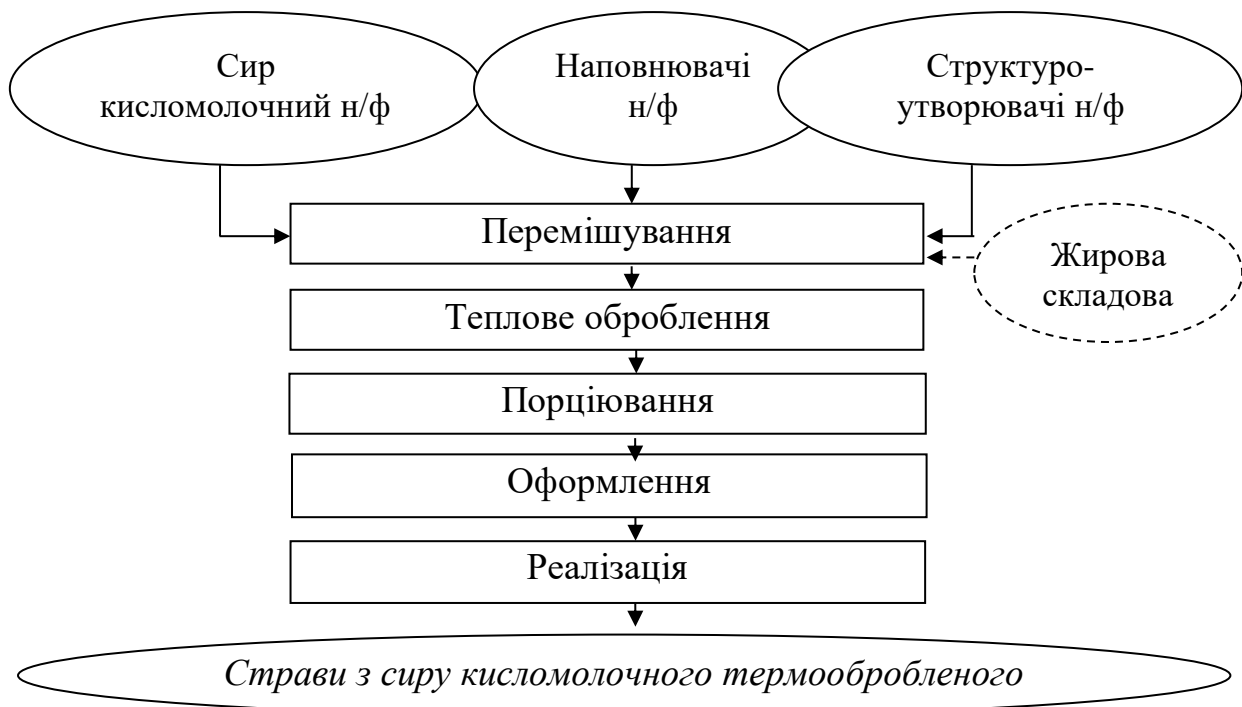 Сир
кисломолочний н/ф
Наповнювачі
н/ф
Структуро-
утворювачі н/ф
Перемішування
Жирова
складова
Теплове оброблення
Порціювання
Оформлення
Реалізація
Страви з сиру кисломолочного термообробленого